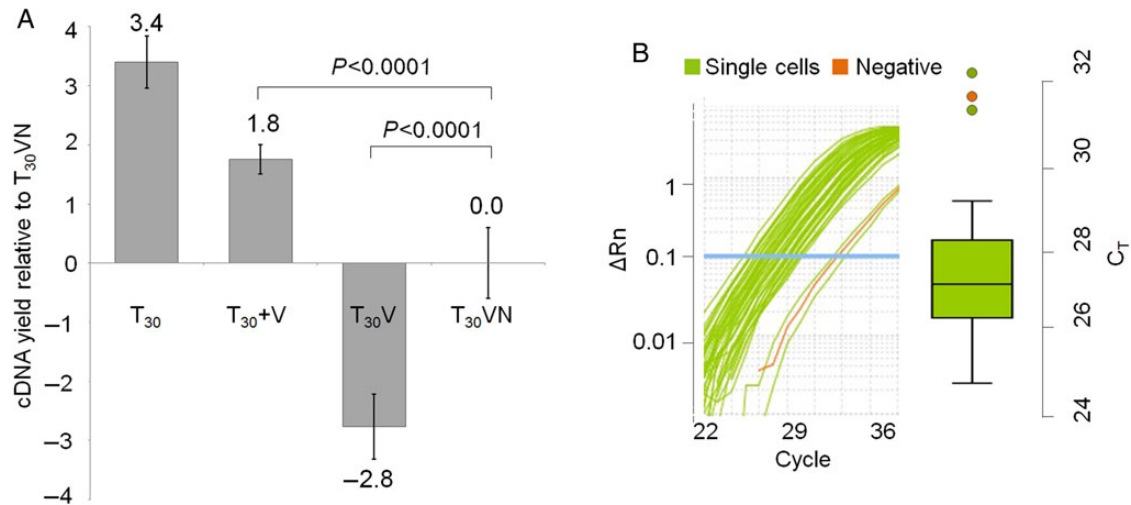 A
cDNA yield relative to T₃₀VN
4
3
2
1
0
–1
–2
–3
–4
3.4
1.8
–2.8
0.0
P<0.0001
P<0.0001
T₃₀
T₃₀+V
T₃₀V
T₃₀VN
B
Single cells
Negative
ΔRn
1
0.1
0.01
22
29
36
Cycle
32
30
28
26
24
C_T